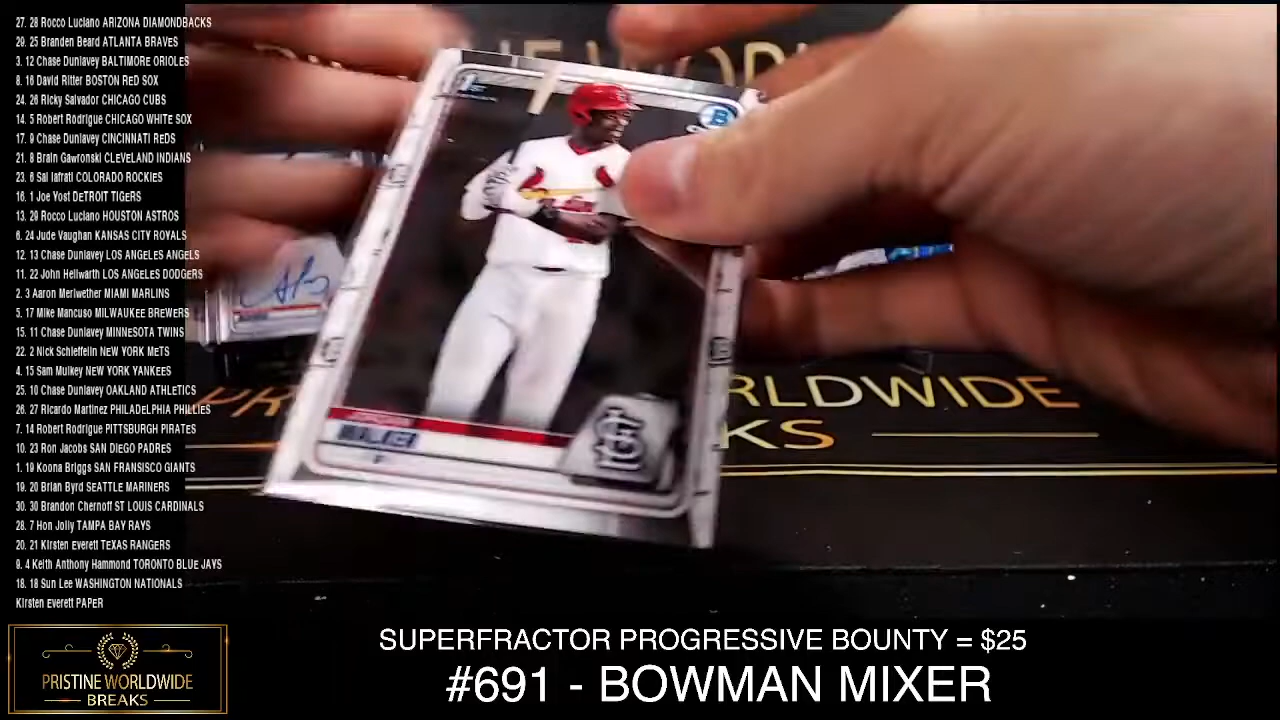 27. 28 Rocco Luciano ARIZONA DIAMONDBACKS
29. 25 Branden Beard ATLANTA BRAVES
3. 12 Chase Dunlavey BALTIMORE ORIOLES
8. 16 David Ritter BOSTON RED SOX
24. 26 Ricky Salvador CHICAGO CUBS
14. 5 Robert Rodrigue CHICAGO WHITE SOX
17. 9 Chase Dunlavey CINCINNATI REDS
21. 8 Brain Gawronski CLEVELAND INDIANS
23. 6 Sal Iafrati COLORADO ROCKIES
16. 1 Joe Yost DETROIT TIGERS
13. 29 Rocco Luciano HOUSTON ASTROS
6. 24 Jude Vaughan KANSAS CITY ROYALS
12. 13 Chase Dunlavey LOS ANGELES ANGELS
11. 22 John Hellwarth LOS ANGELES DODGERS
2. 3 Aaron Meriwether MIAMI MARLINS
5. 17 Mike Mancuso MILWAUKEE BREWERS
15. 11 Chase Dunlavey MINNESOTA TWINS
22. 2 Nick Schieffelin NEW YORK METS
4. 15 Sam Mulkey NEW YORK YANKEES
25. 10 Chase Dunlavey OAKLAND ATHLETICS
26. 27 Ricardo Martinez PHILADELPHIA PHILLIES
7. 14 Robert Rodrigue PITTSBURGH PIRATES
10. 23 Ron Jacobs SAN DIEGO PADRES
1. 19 Koona Briggs SAN FRANSISCO GIANTS
19. 20 Brian Byrd SEATTLE MARINERS
30. 30 Brandon Chernoff ST LOUIS CARDINALS
28. 7 Hon Jolly TAMPA BAY RAYS
20. 21 Kirsten Everett TEXAS RANGERS
9. 4 Keith Anthony Hammond TORONTO BLUE JAYS
18. 18 Sun Lee WASHINGTON NATIONALS
Kirsten Everett PAPER
1st
B
WALKER
RLDWIDE
KS
PRISTINE WORLDWIDE
BREAKS
SUPERFRACTOR PROGRESSIVE BOUNTY = $25
#691 - BOWMAN MIXER